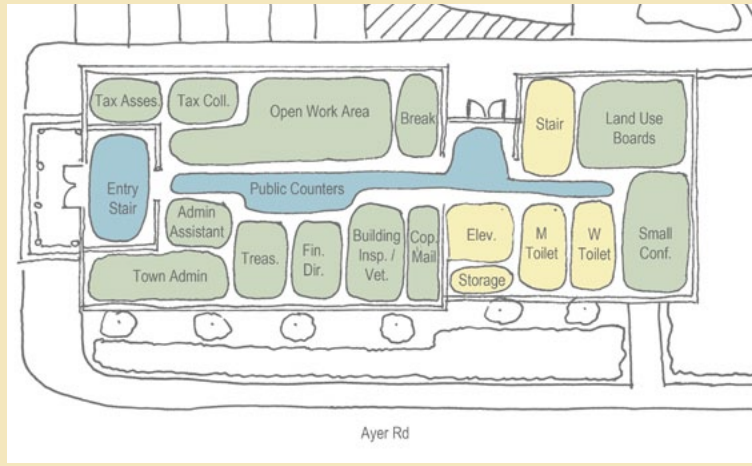 Tax Asses.
Tax Coll.
Open Work Area
Break
Stair
Land Use
Boards
Entry
Stair
Public Counters
Admin
Assistant
Town Admin
Treas.
Fin.
Dir.
Building
Insp. /
Vet.
Cop.
Mail
Elev.
Storage
M
Toilet
W
Toilet
Small
Conf.
Ayer Rd